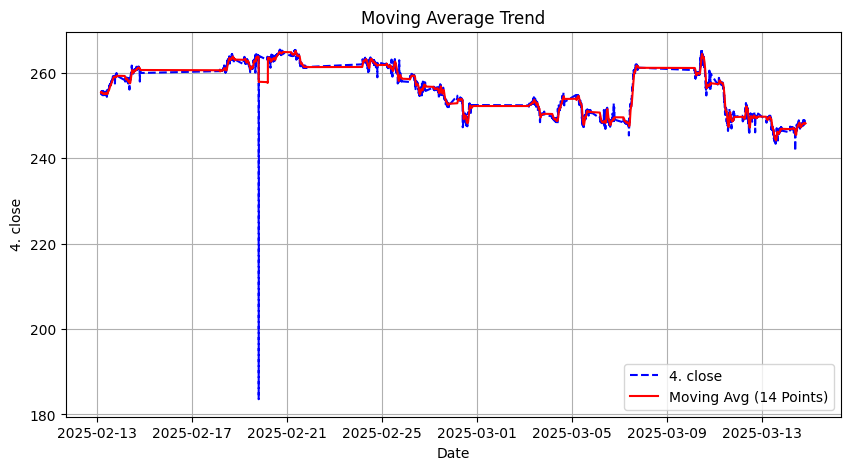 Moving Average Trend
4. close
260
240
220
200
180
2025-02-13 2025-02-17 2025-02-21 2025-02-25 2025-03-01 2025-03-05 2025-03-09 2025-03-13
Date
4. close
Moving Avg (14 Points)